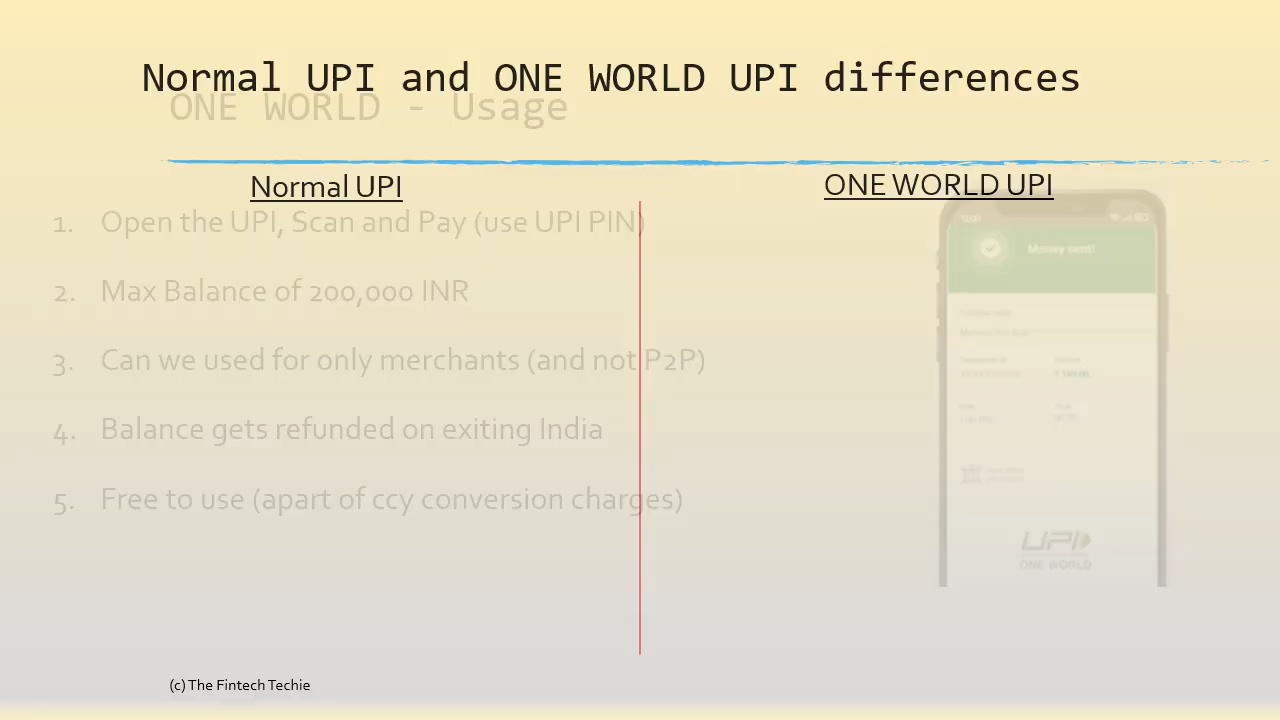 Normal UPI and ONE WORLD UPI differences
ONE WORLD - Usage
Normal UPI
ONE WORLD UPI
1. Open the UPI, Scan and Pay (use UPI PIN)
2. Max Balance of 200,000 INR
3. Can we used for only merchants (and not P2P)
4. Balance gets refunded on exiting India
5. Free to use (apart of ccy conversion charges)
12:00
Money sent!
UPI
ONE WORLD
(c) The Fintech Techie